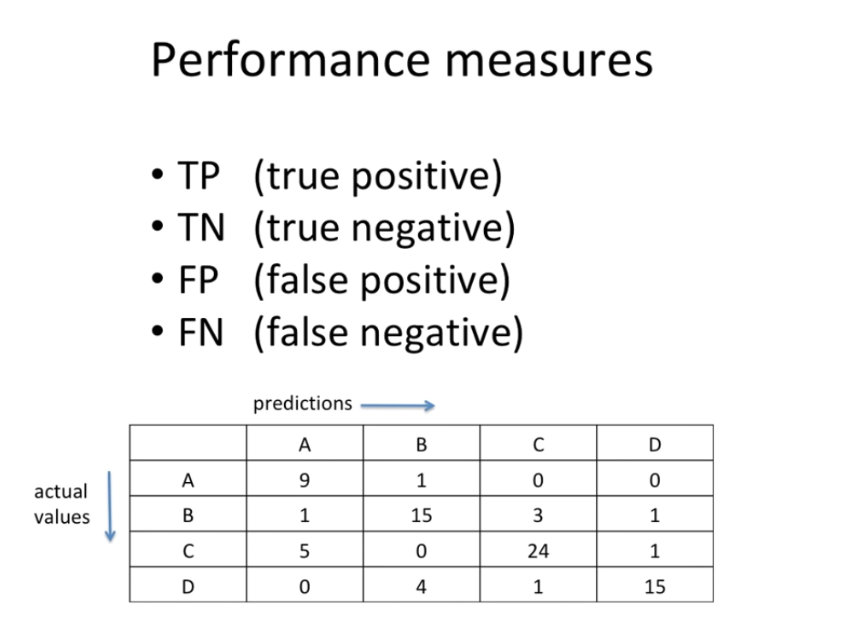 Performance measures
• TP (true positive)
• TN (true negative)
• FP (false positive)
• FN (false negative)
predictions
actual
values
A B C D
A 9 1 0 0
B 1 15 3 1
C 5 0 24 1
D 0 4 1 15